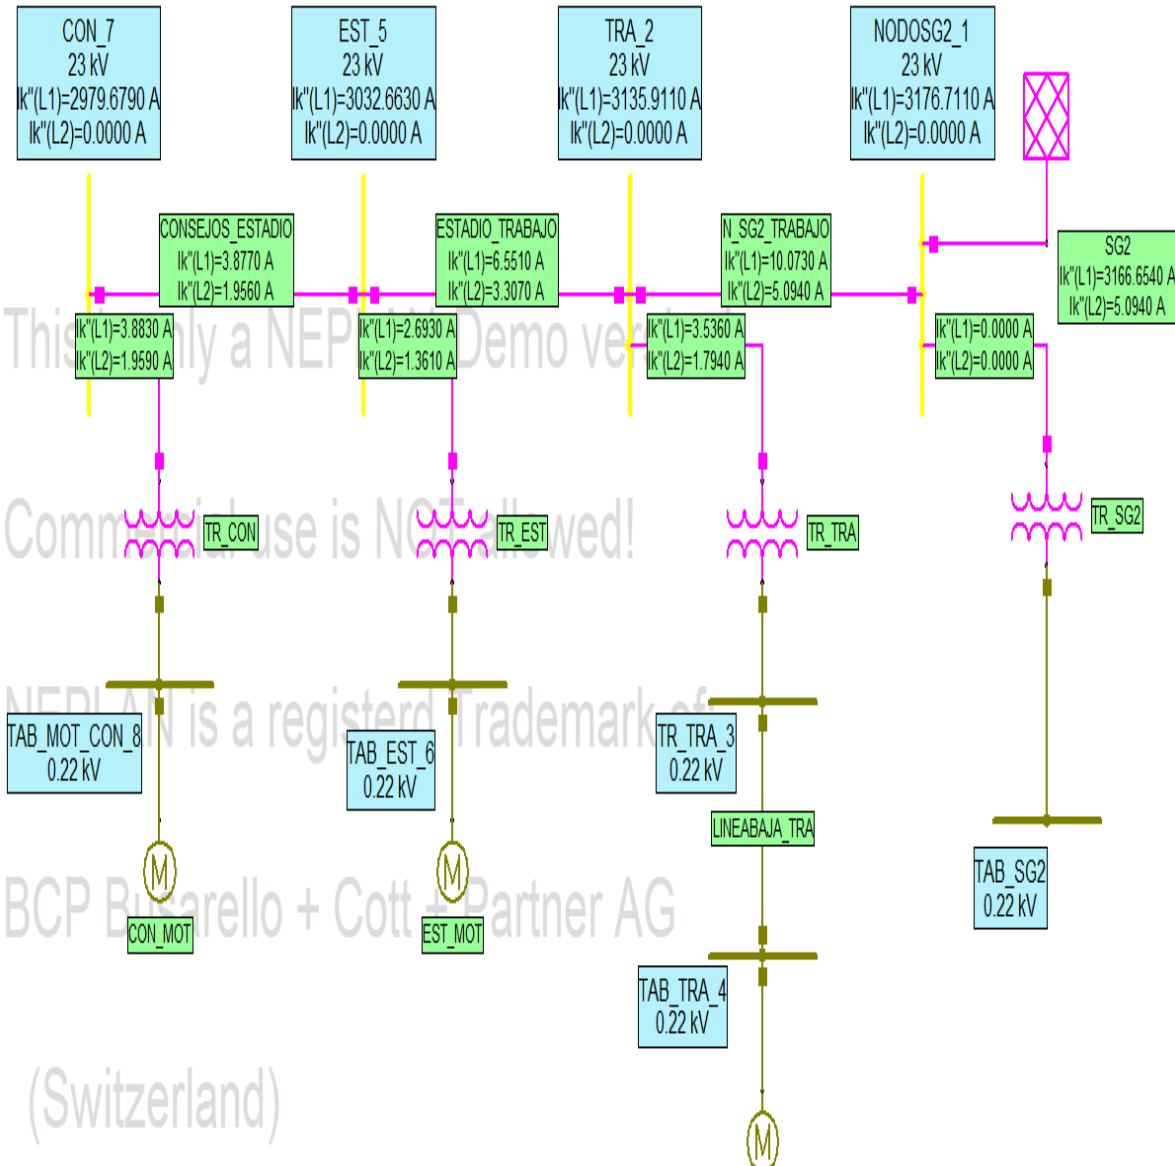 CON_7
23 kV
Ik"(L1)=2979.6790 A
Ik"(L2)=0.0000 A
EST_5
23 kV
Ik"(L1)=3032.6630 A
Ik"(L2)=0.0000 A
TRA_2
23 kV
Ik"(L1)=3135.9110 A
Ik"(L2)=0.0000 A
NODOSG2_1
23 kV
Ik"(L1)=3176.7110 A
Ik"(L2)=0.0000 A
CONSEJOS_ESTADIO
Ik"(L1)=3.8770 A
Ik"(L2)=1.9560 A
ESTADIO_TRABAJO
Ik"(L1)=6.5510 A
Ik"(L2)=3.3070 A
N_SG2_TRABAJO
Ik"(L1)=10.0730 A
Ik"(L2)=5.0940 A
SG2
Ik"(L1)=3166.6540 A
Ik"(L2)=5.0940 A
Ik"(L1)=3.8830 A
Ik"(L2)=1.9590 A
Ik"(L1)=2.6930 A
Ik"(L2)=1.3610 A
Ik"(L1)=3.5360 A
Ik"(L2)=1.7940 A
Ik"(L1)=0.0000 A
Ik"(L2)=0.0000 A
This only a NEP Demo ver
TR_CON
TR_EST
TR_TRA
TR_SG2
Commercial use is NOT allowed!
NEPLAN is a registerd Trademark of:
TAB_MOT_CON_8
0.22 kV
TAB_EST_6
0.22 kV
TR_TRA_3
0.22 kV
LINEABAJA_TRA
TAB_SG2
0.22 kV
M
M
BCP Busarello + Cott + Partner AG
CON_MOT
EST_MOT
TAB_TRA_4
0.22 kV
(Switzerland)
M